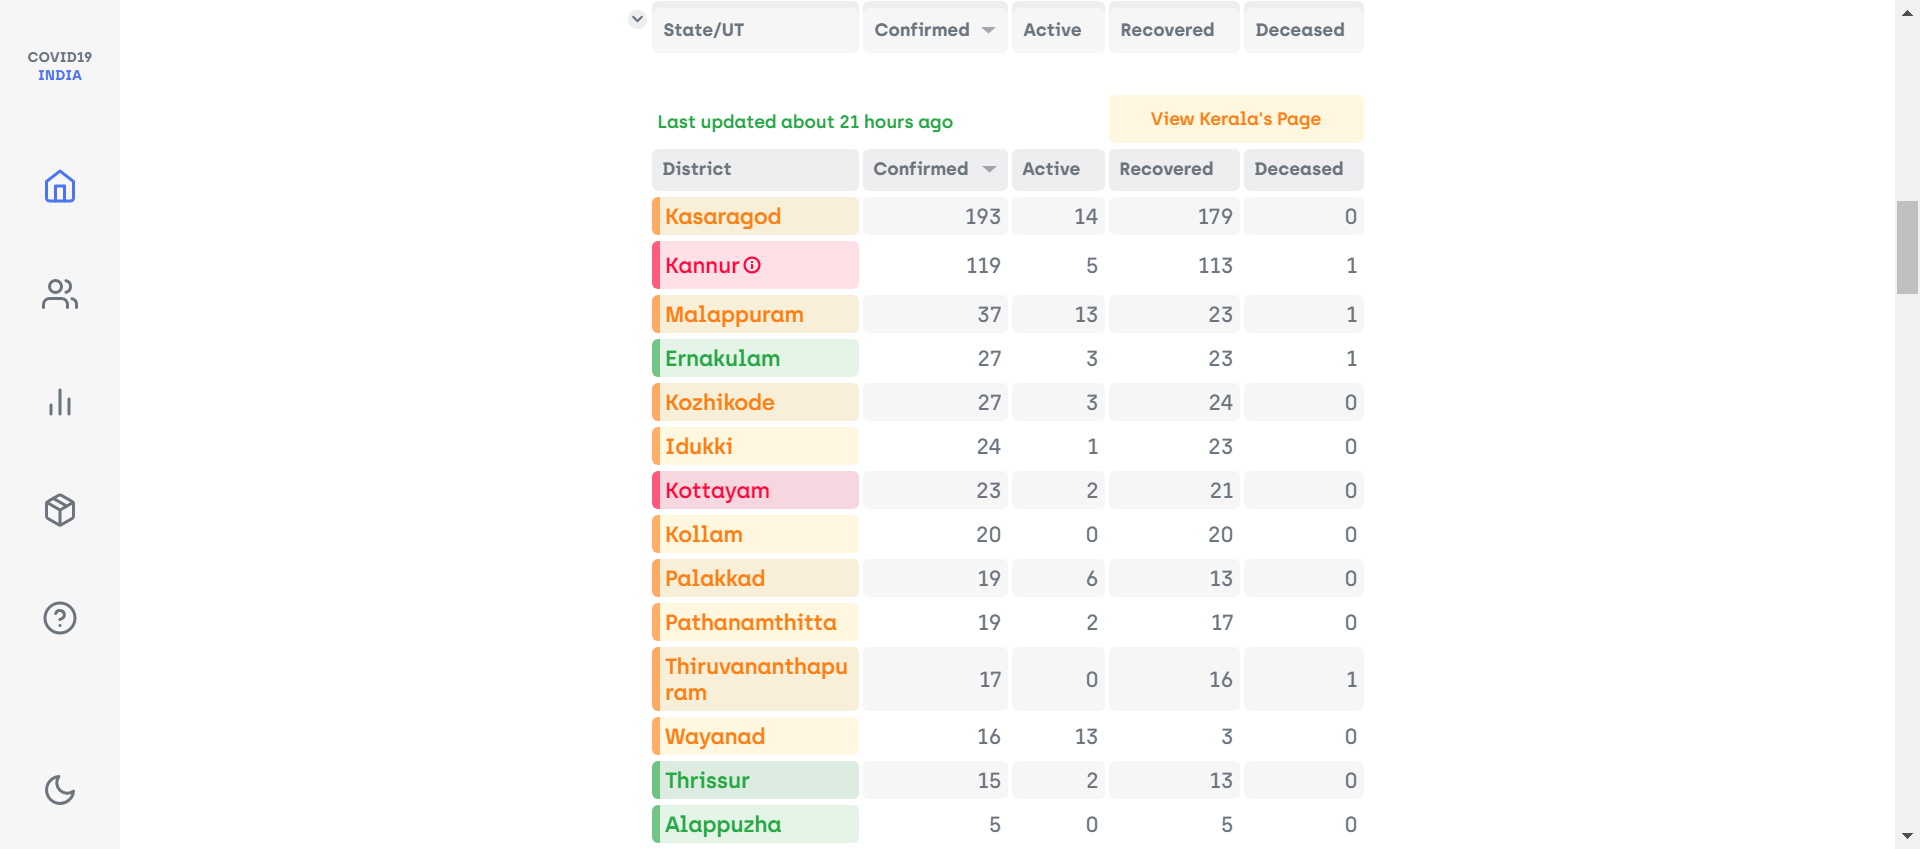 COVID19
INDIA
State/UT Confirmed Active Recovered Deceased
Last updated about 21 hours ago
View Kerala's Page
District Confirmed Active Recovered Deceased
Kasaragod 193 14 179 0
Kannur 119 5 113 1
Malappuram 37 13 23 1
Ernakulam 27 3 23 1
Kozhikode 27 3 24 0
Idukki 24 1 23 0
Kottayam 23 2 21 0
Kollam 20 0 20 0
Palakkad 19 6 13 0
Pathanamthitta 19 2 17 0
Thiruvananthapu
ram 17 0 16 1
Wayanad 16 13 3 0
Thrissur 15 2 13 0
Alappuzha 5 0 5 0